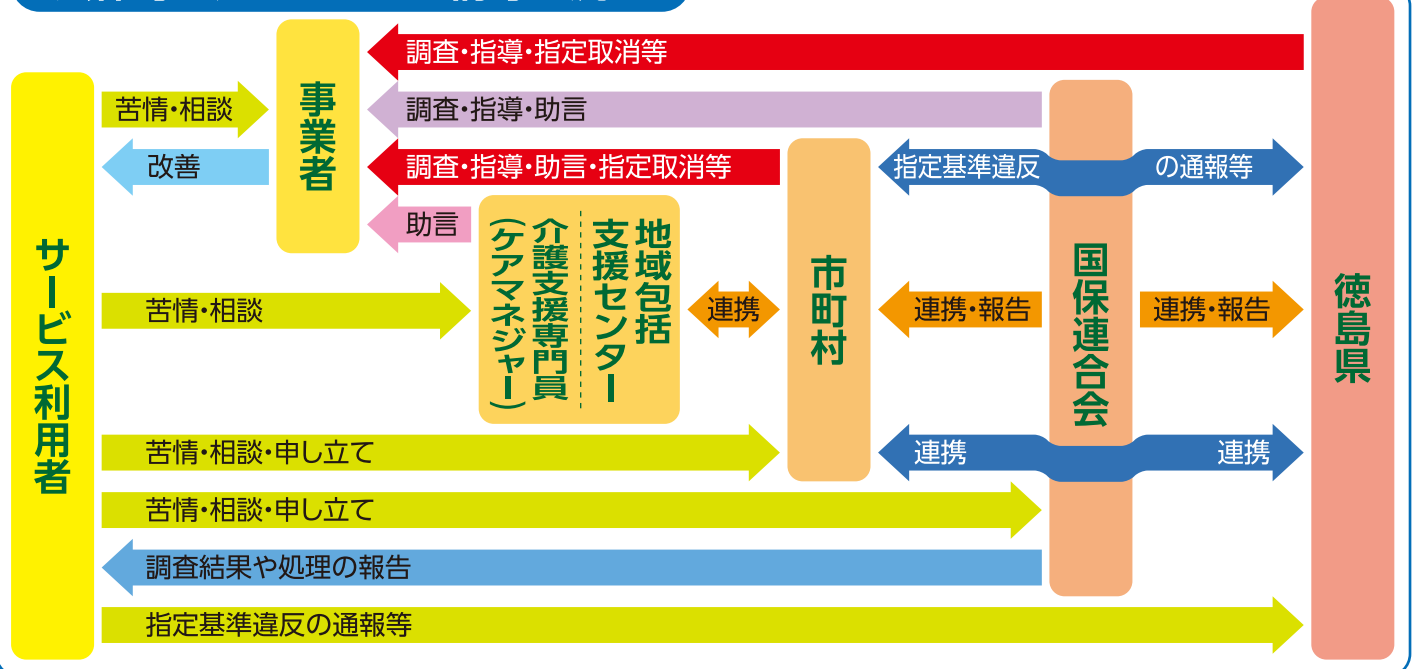 調査・指導・指定取消等
苦情・相談
事業者
調査・指導・助言
改善
調査・指導・助言・指定取消等
指定基準違反
の通報等
助言
サービス利用者
苦情・相談
地域包括
支援センター
介護支援専門員
(ケアマネジャー)
連携
市町村
連携・報告
国保連合会
連携・報告
徳島県
苦情・相談・申し立て
連携
連携
苦情・相談・申し立て
調査結果や処理の報告
指定基準違反の通報等